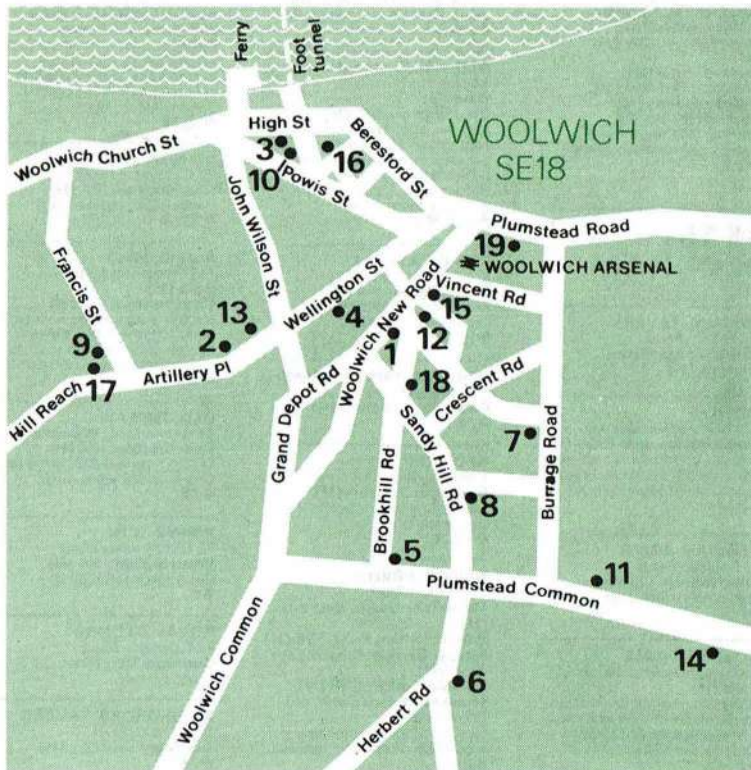 Ferry
Foot
tunnel
High St
WOOLWICH
SE18
Woolwich Church St
3
16
Beresford St
10
Powis St
John Wilson St
Plumstead Road
19
WOOLWICH ARSENAL
Francis St
Wellington St
Woolwich New Road
Vincent Rd
15
13
4
12
2
1
9
17
Artillery Pl
Hill Reach
Grand Depot Rd
18
Crescent Rd
Sandy Hill Rd
7
Burrage Road
Brookhill Rd
8
5
Plumstead Common
11
14
Woolwich Common
6
Herbert Rd